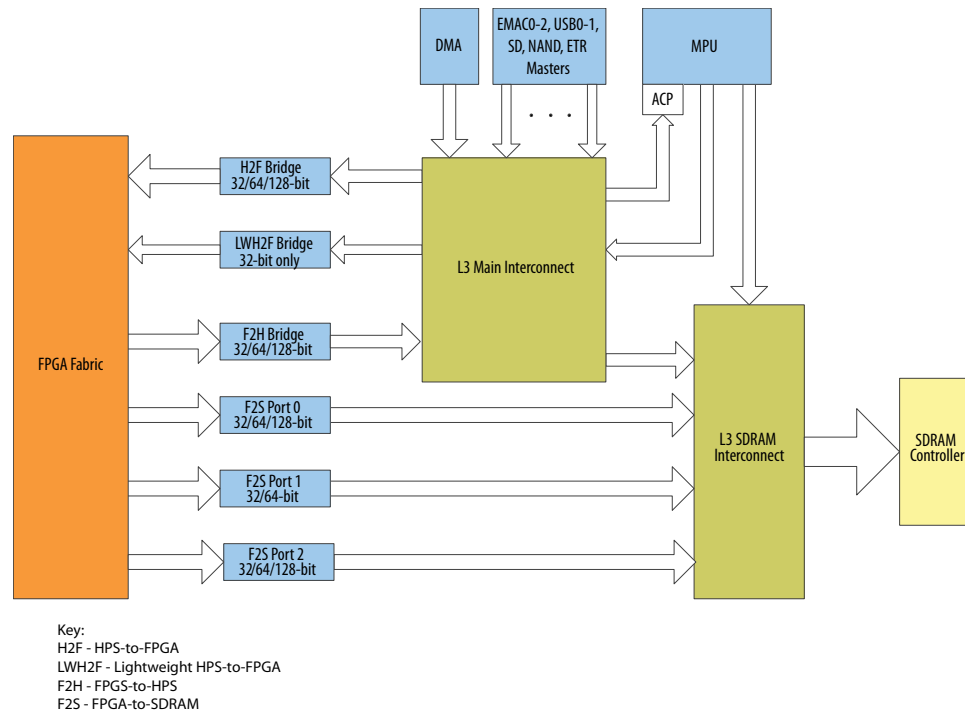 DMA
EMAC0-2, USB0-1,
SD, NAND, ETR
Masters
MPU
ACP
. . .
H2F Bridge
32/64/128-bit
LWH2F Bridge
32-bit only
L3 Main Interconnect
F2H Bridge
32/64/128-bit
FPGA Fabric
F2S Port 0
32/64/128-bit
L3 SDRAM
Interconnect
SDRAM
Controller
F2S Port 1
32/64-bit
F2S Port 2
32/64/128-bit
Key:
H2F - HPS-to-FPGA
LWH2F - Lightweight HPS-to-FPGA
F2H - FPGS-to-HPS
F2S - FPGA-to-SDRAM